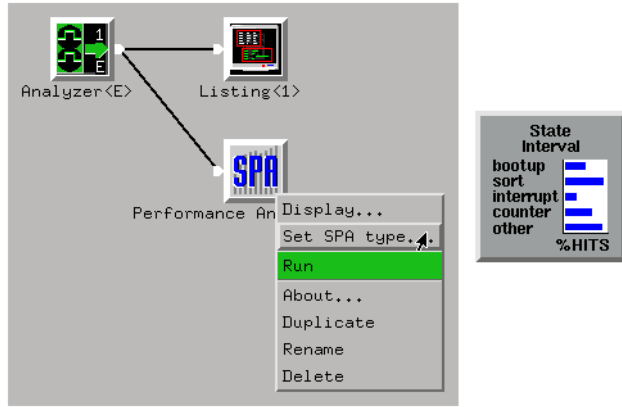 1
E
Analyzer<E>
Listing<1>
SPA
Performance An
Display...
Set SPA type...
Run
About...
Duplicate
Rename
Delete
State
Interval
bootup
sort
interrupt
counter
other
%HITS